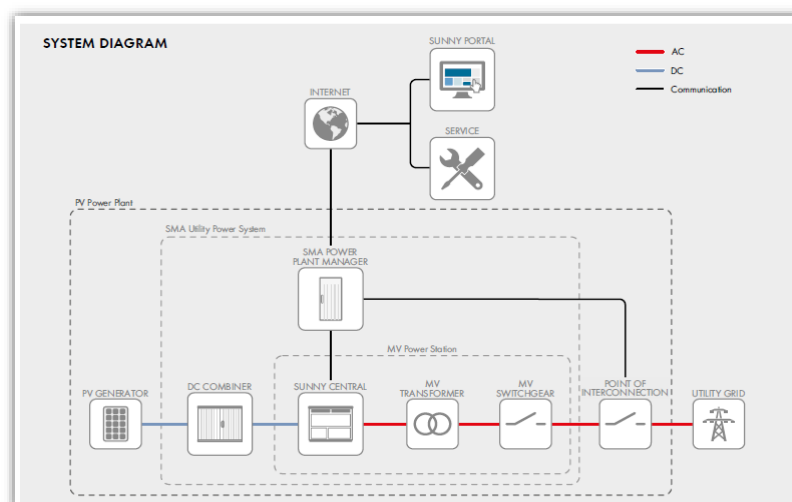 SYSTEM DIAGRAM
SUNNY PORTAL
AC
DC
Communication
INTERNET
SERVICE
PV Power Plant
SMA Utility Power System
SMA POWER
PLANT MANAGER
MV Power Station
PV GENERATOR
DC COMBINER
SUNNY CENTRAL
MV
TRANSFORMER
MV
SWITCHGEAR
POINT OF
INTERCONNECTION
UTILITY GRID